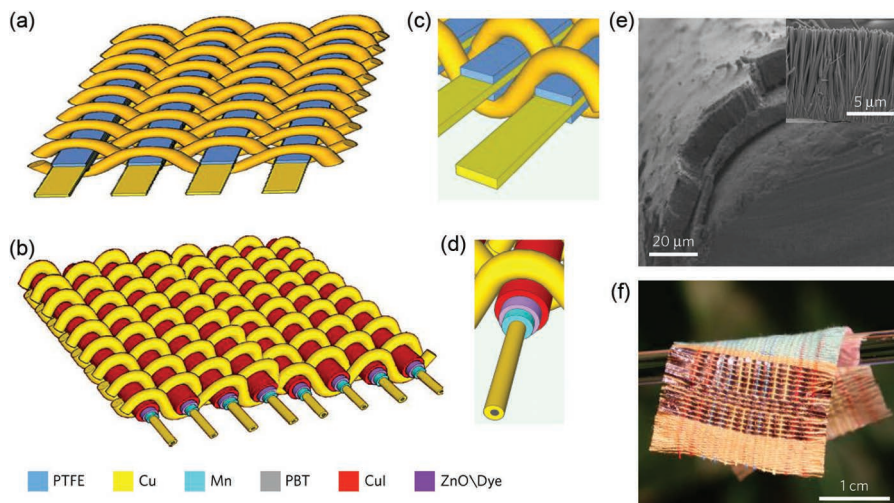 (a)
(b)
(c)
(d)
(e)
5 μm
20 μm
(f)
1 cm
PTFE Cu Mn PBT CuI ZnO\Dye